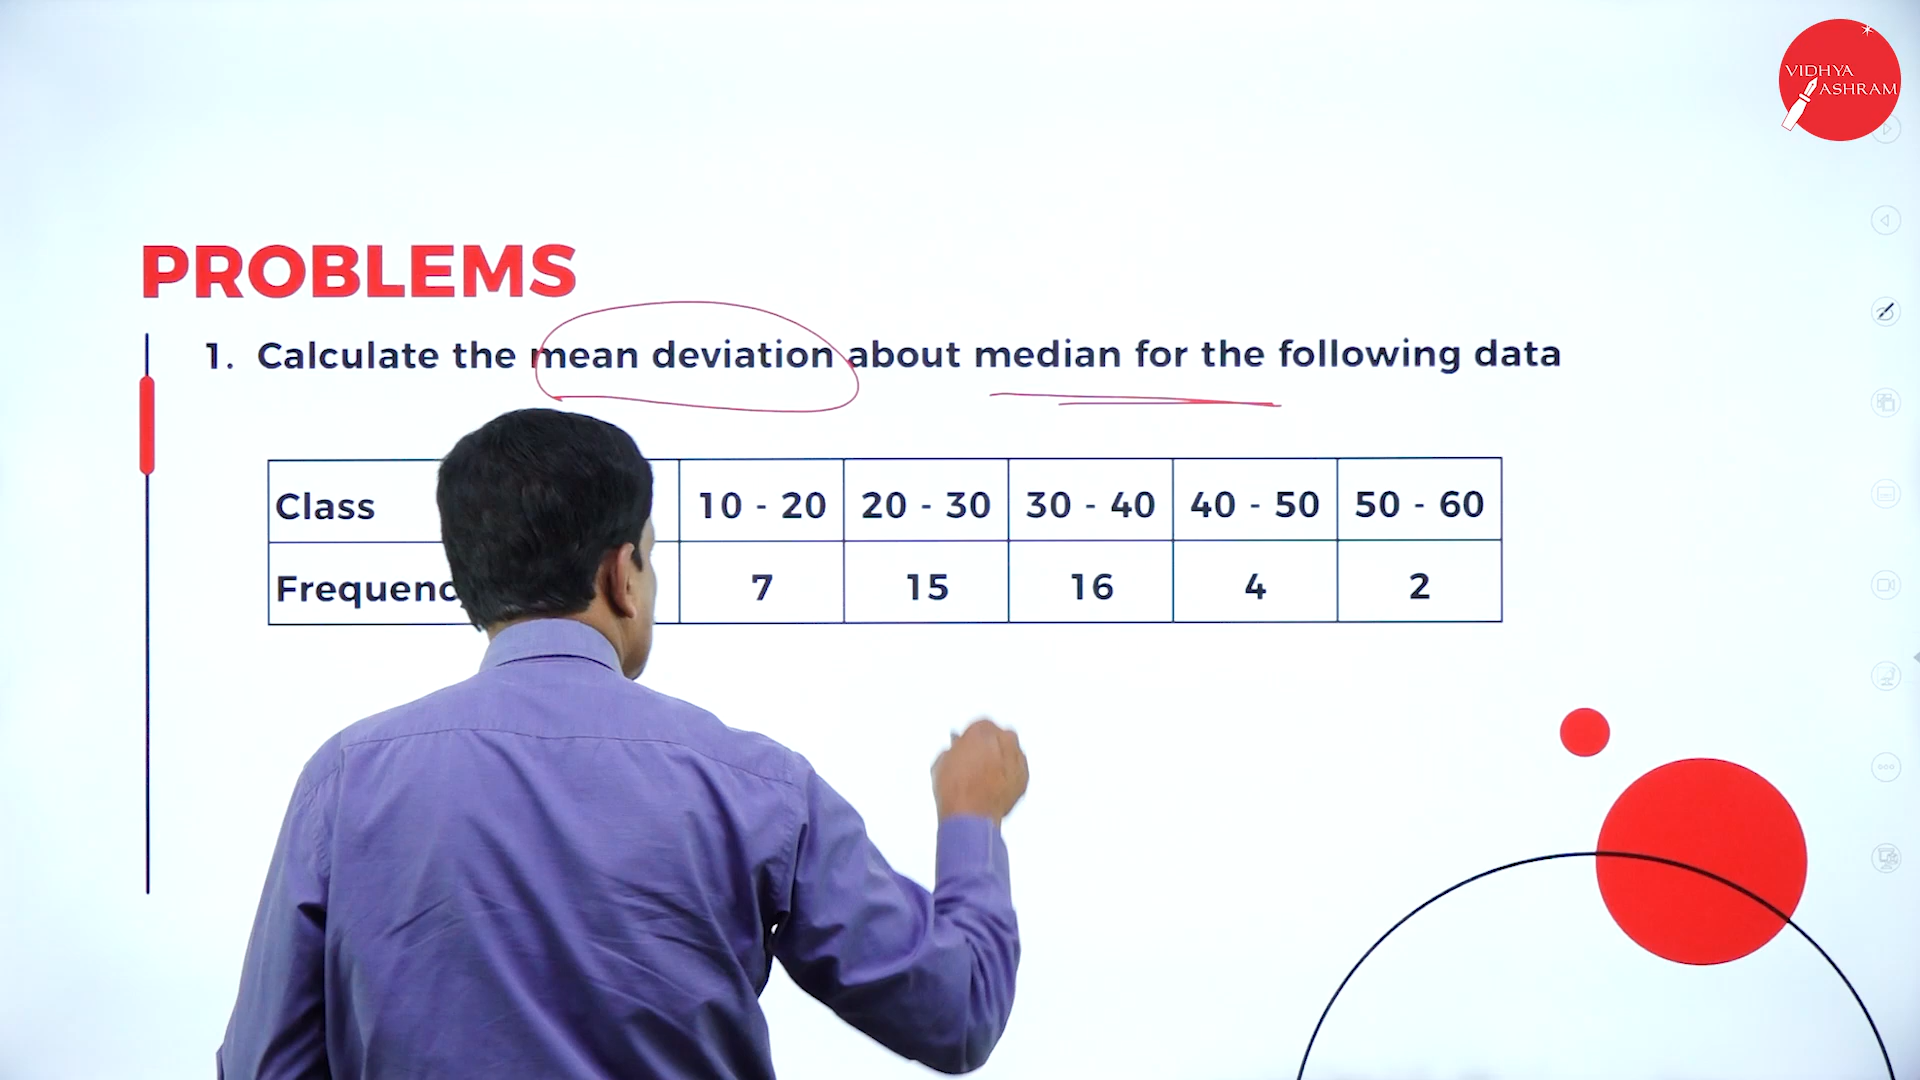 VIDHYA
ASHRAM
PROBLEMS
1. Calculate the mean deviation about median for the following data
Class 10 - 20 20 - 30 30 - 40 40 - 50 50 - 60
7 15 16 4 2